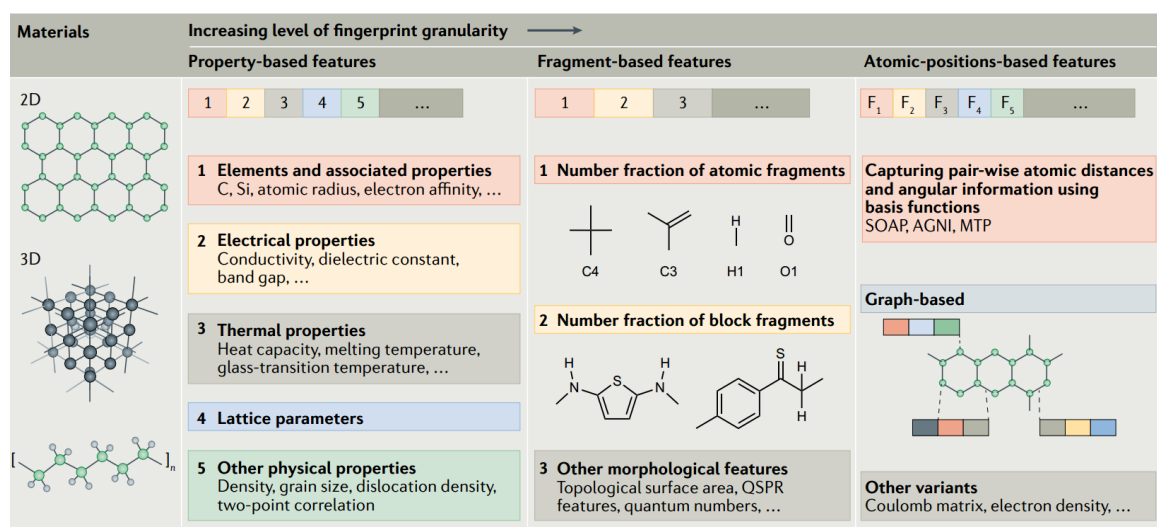 Materials
Increasing level of fingerprint granularity
Property-based features
Fragment-based features
Atomic-positions-based features
2D
3D
[ ]n
1 2 3 4 5 ...
1 Elements and associated properties
C, Si, atomic radius, electron affinity, ...
2 Electrical properties
Conductivity, dielectric constant,
band gap, ...
3 Thermal properties
Heat capacity, melting temperature,
glass-transition temperature, ...
4 Lattice parameters
5 Other physical properties
Density, grain size, dislocation density,
two-point correlation
1 2 3 ...
1 Number fraction of atomic fragments
H
O
C4 C3 H1 O1
2 Number fraction of block fragments
H H
N S N
S
H
H
3 Other morphological features
Topological surface area, QSPR
features, quantum numbers, ...
F1 F2 F3 F4 F5 ...
Capturing pair-wise atomic distances
and angular information using
basis functions
SOAP, AGNI, MTP
Graph-based
Other variants
Coulomb matrix, electron density, ...